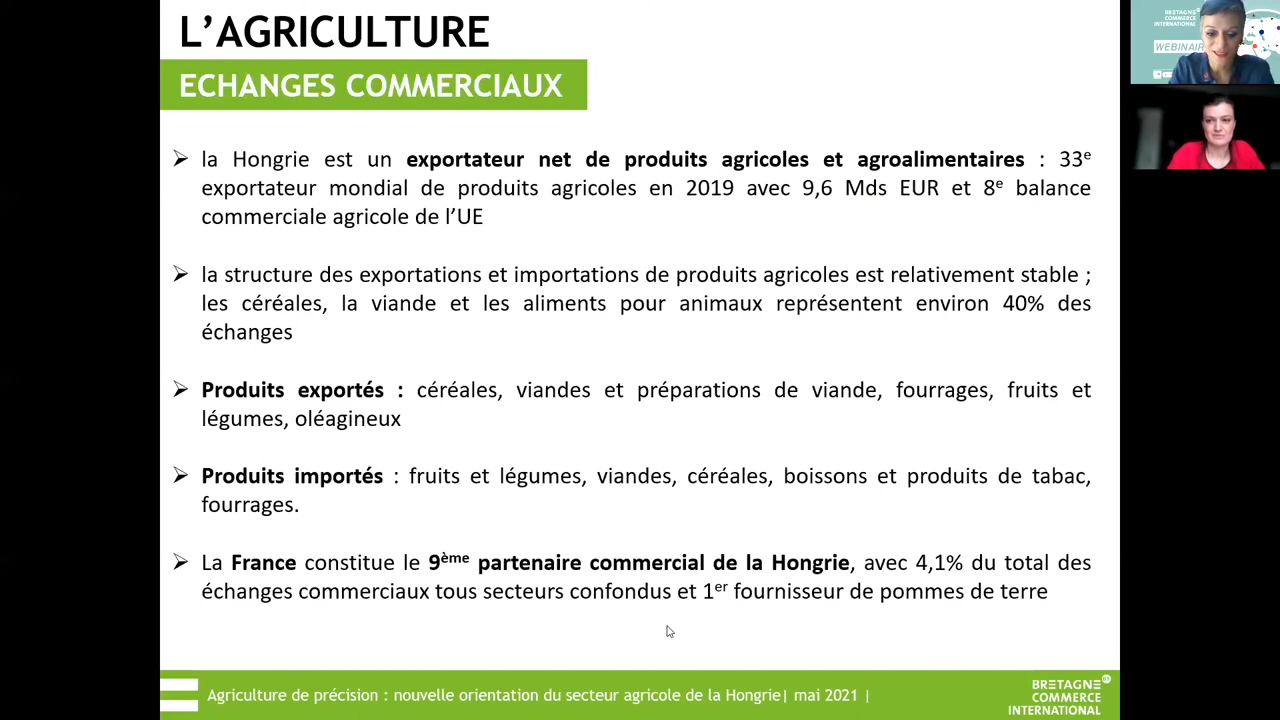 L’AGRICULTURE
ECHANGES COMMERCIAUX
BRETAGNE
COMMERCE
INTERNATIONAL
WEBINAIR
➢ la Hongrie est un exportateur net de produits agricoles et agroalimentaires : 33e
exportateur mondial de produits agricoles en 2019 avec 9,6 Mds EUR et 8e balance
commerciale agricole de l’UE
➢ la structure des exportations et importations de produits agricoles est relativement stable ;
les céréales, la viande et les aliments pour animaux représentent environ 40% des
échanges
➢ Produits exportés : céréales, viandes et préparations de viande, fourrages, fruits et
légumes, oléagineux
➢ Produits importés : fruits et légumes, viandes, céréales, boissons et produits de tabac,
fourrages.
➢ La France constitue le 9ème partenaire commercial de la Hongrie, avec 4,1% du total des
échanges commerciaux tous secteurs confondus et 1er fournisseur de pommes de terre
Agriculture de précision : nouvelle orientation du secteur agricole de la Hongrie| mai 2021 |
BRETAGNE
COMMERCE
INTERNATIONAL